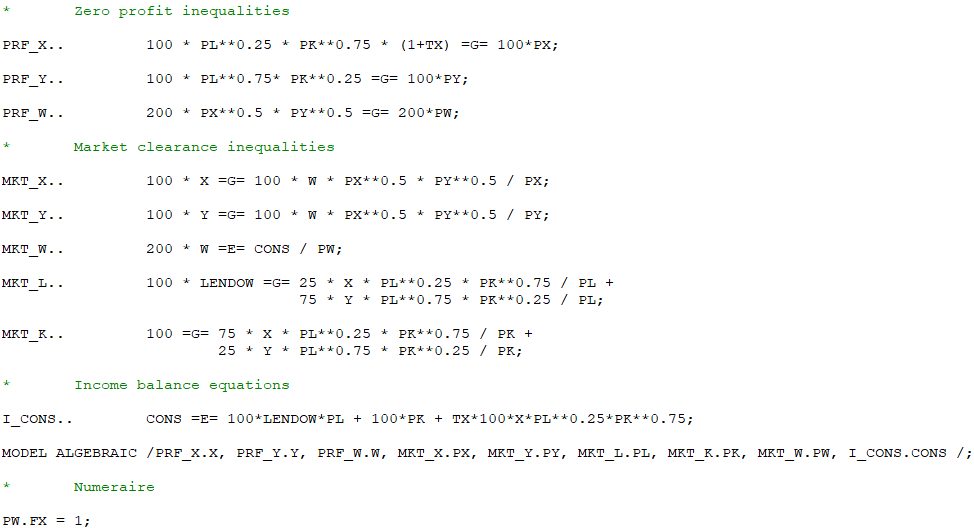 * Zero profit inequalities
PRF_X.. 100 * PL**0.25 * PK**0.75 * (1+TX) =G= 100*PX;
PRF_Y.. 100 * PL**0.75* PK**0.25 =G= 100*PY;
PRF_W.. 200 * PX**0.5 * PY**0.5 =G= 200*PW;
* Market clearance inequalities
MKT_X.. 100 * X =G= 100 * W * PX**0.5 * PY**0.5 / PX;
MKT_Y.. 100 * Y =G= 100 * W * PX**0.5 * PY**0.5 / PY;
MKT_W.. 200 * W =E= CONS / PW;
MKT_L.. 100 * LENDOW =G= 25 * X * PL**0.25 * PK**0.75 / PL +
75 * Y * PL**0.75 * PK**0.25 / PL;
MKT_K.. 100 =G= 75 * X * PL**0.25 * PK**0.75 / PK +
25 * Y * PL**0.75 * PK**0.25 / PK;
* Income balance equations
I_CONS.. CONS =E= 100*LENDOW*PL + 100*PK + TX*100*X*PL**0.25*PK**0.75;
MODEL ALGEBRAIC /PRF_X.X, PRF_Y.Y, PRF_W.W, MKT_X.PX, MKT_Y.PY, MKT_L.PL, MKT_K.PK, MKT_W.PW, I_CONS.CONS /;
* Numeraire
PW.FX = 1;